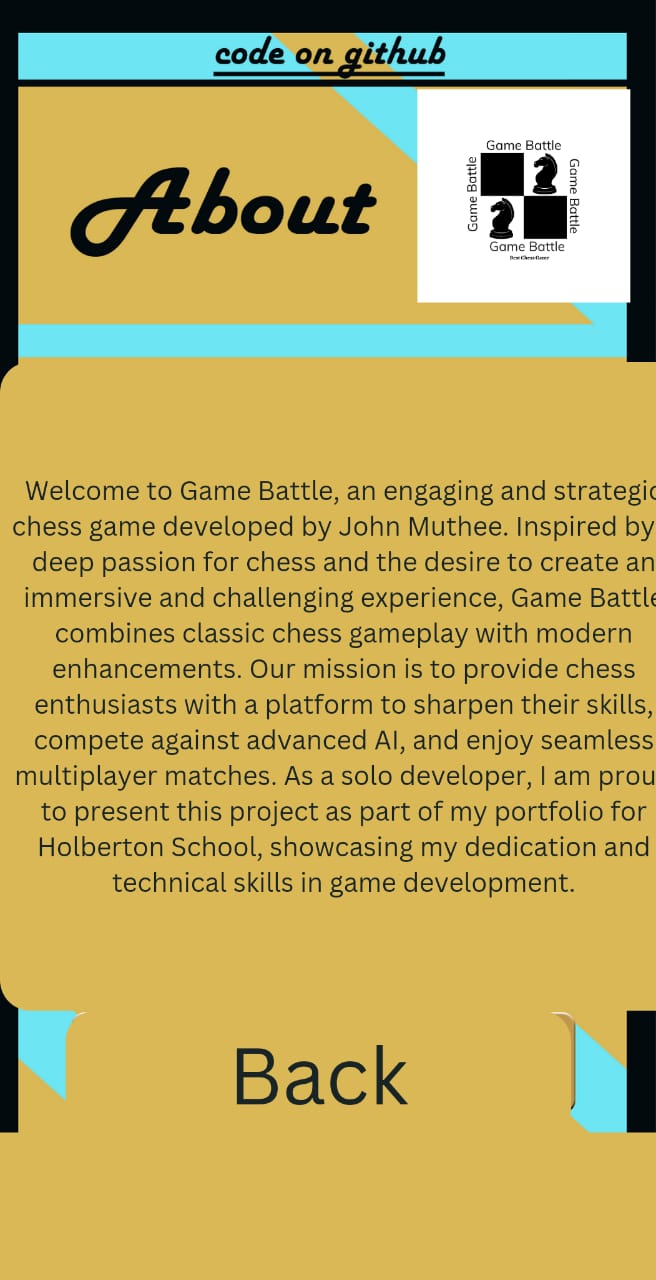 code on github
About
Game Battle
Game Battle
Game Battle
Game Battle
Best Chess Game
Welcome to Game Battle, an engaging and strategic
chess game developed by John Muthee. Inspired by
deep passion for chess and the desire to create an
immersive and challenging experience, Game Battle
combines classic chess gameplay with modern
enhancements. Our mission is to provide chess
enthusiasts with a platform to sharpen their skills,
compete against advanced AI, and enjoy seamless
multiplayer matches. As a solo developer, I am prou
to present this project as part of my portfolio for
Holberton School, showcasing my dedication and
technical skills in game development.
Back